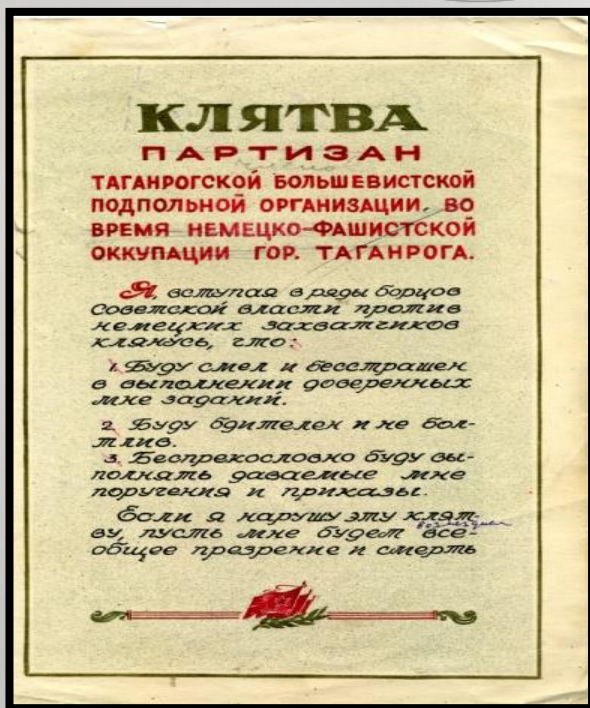 КЛЯТВА
ПАРТИЗАН
ТАГАНРОГСКОЙ БОЛЬШЕВИСТСКОЙ
ПОДПОЛЬНОЙ ОРГАНИЗАЦИИ, ВО
ВРЕМЯ НЕМЕЦКО-ФАШИСТСКОЙ
ОККУПАЦИИ ГОР. ТАГАНРОГА.
Я, вступая в ряды борцов
Советской власти против
немецких захватчиков
клянусь, что:
1. Буду смел и бесстрашен
в выполнении доверенных
мне заданий.
2. Буду бдителен и не бол-
тлив.
3. Беспрекословно буду вы-
полнять даваемые мне
поручения и приказы.
Если я нарушу эту клят-
ву, пусть мне будет все-
общее презрение и смерть